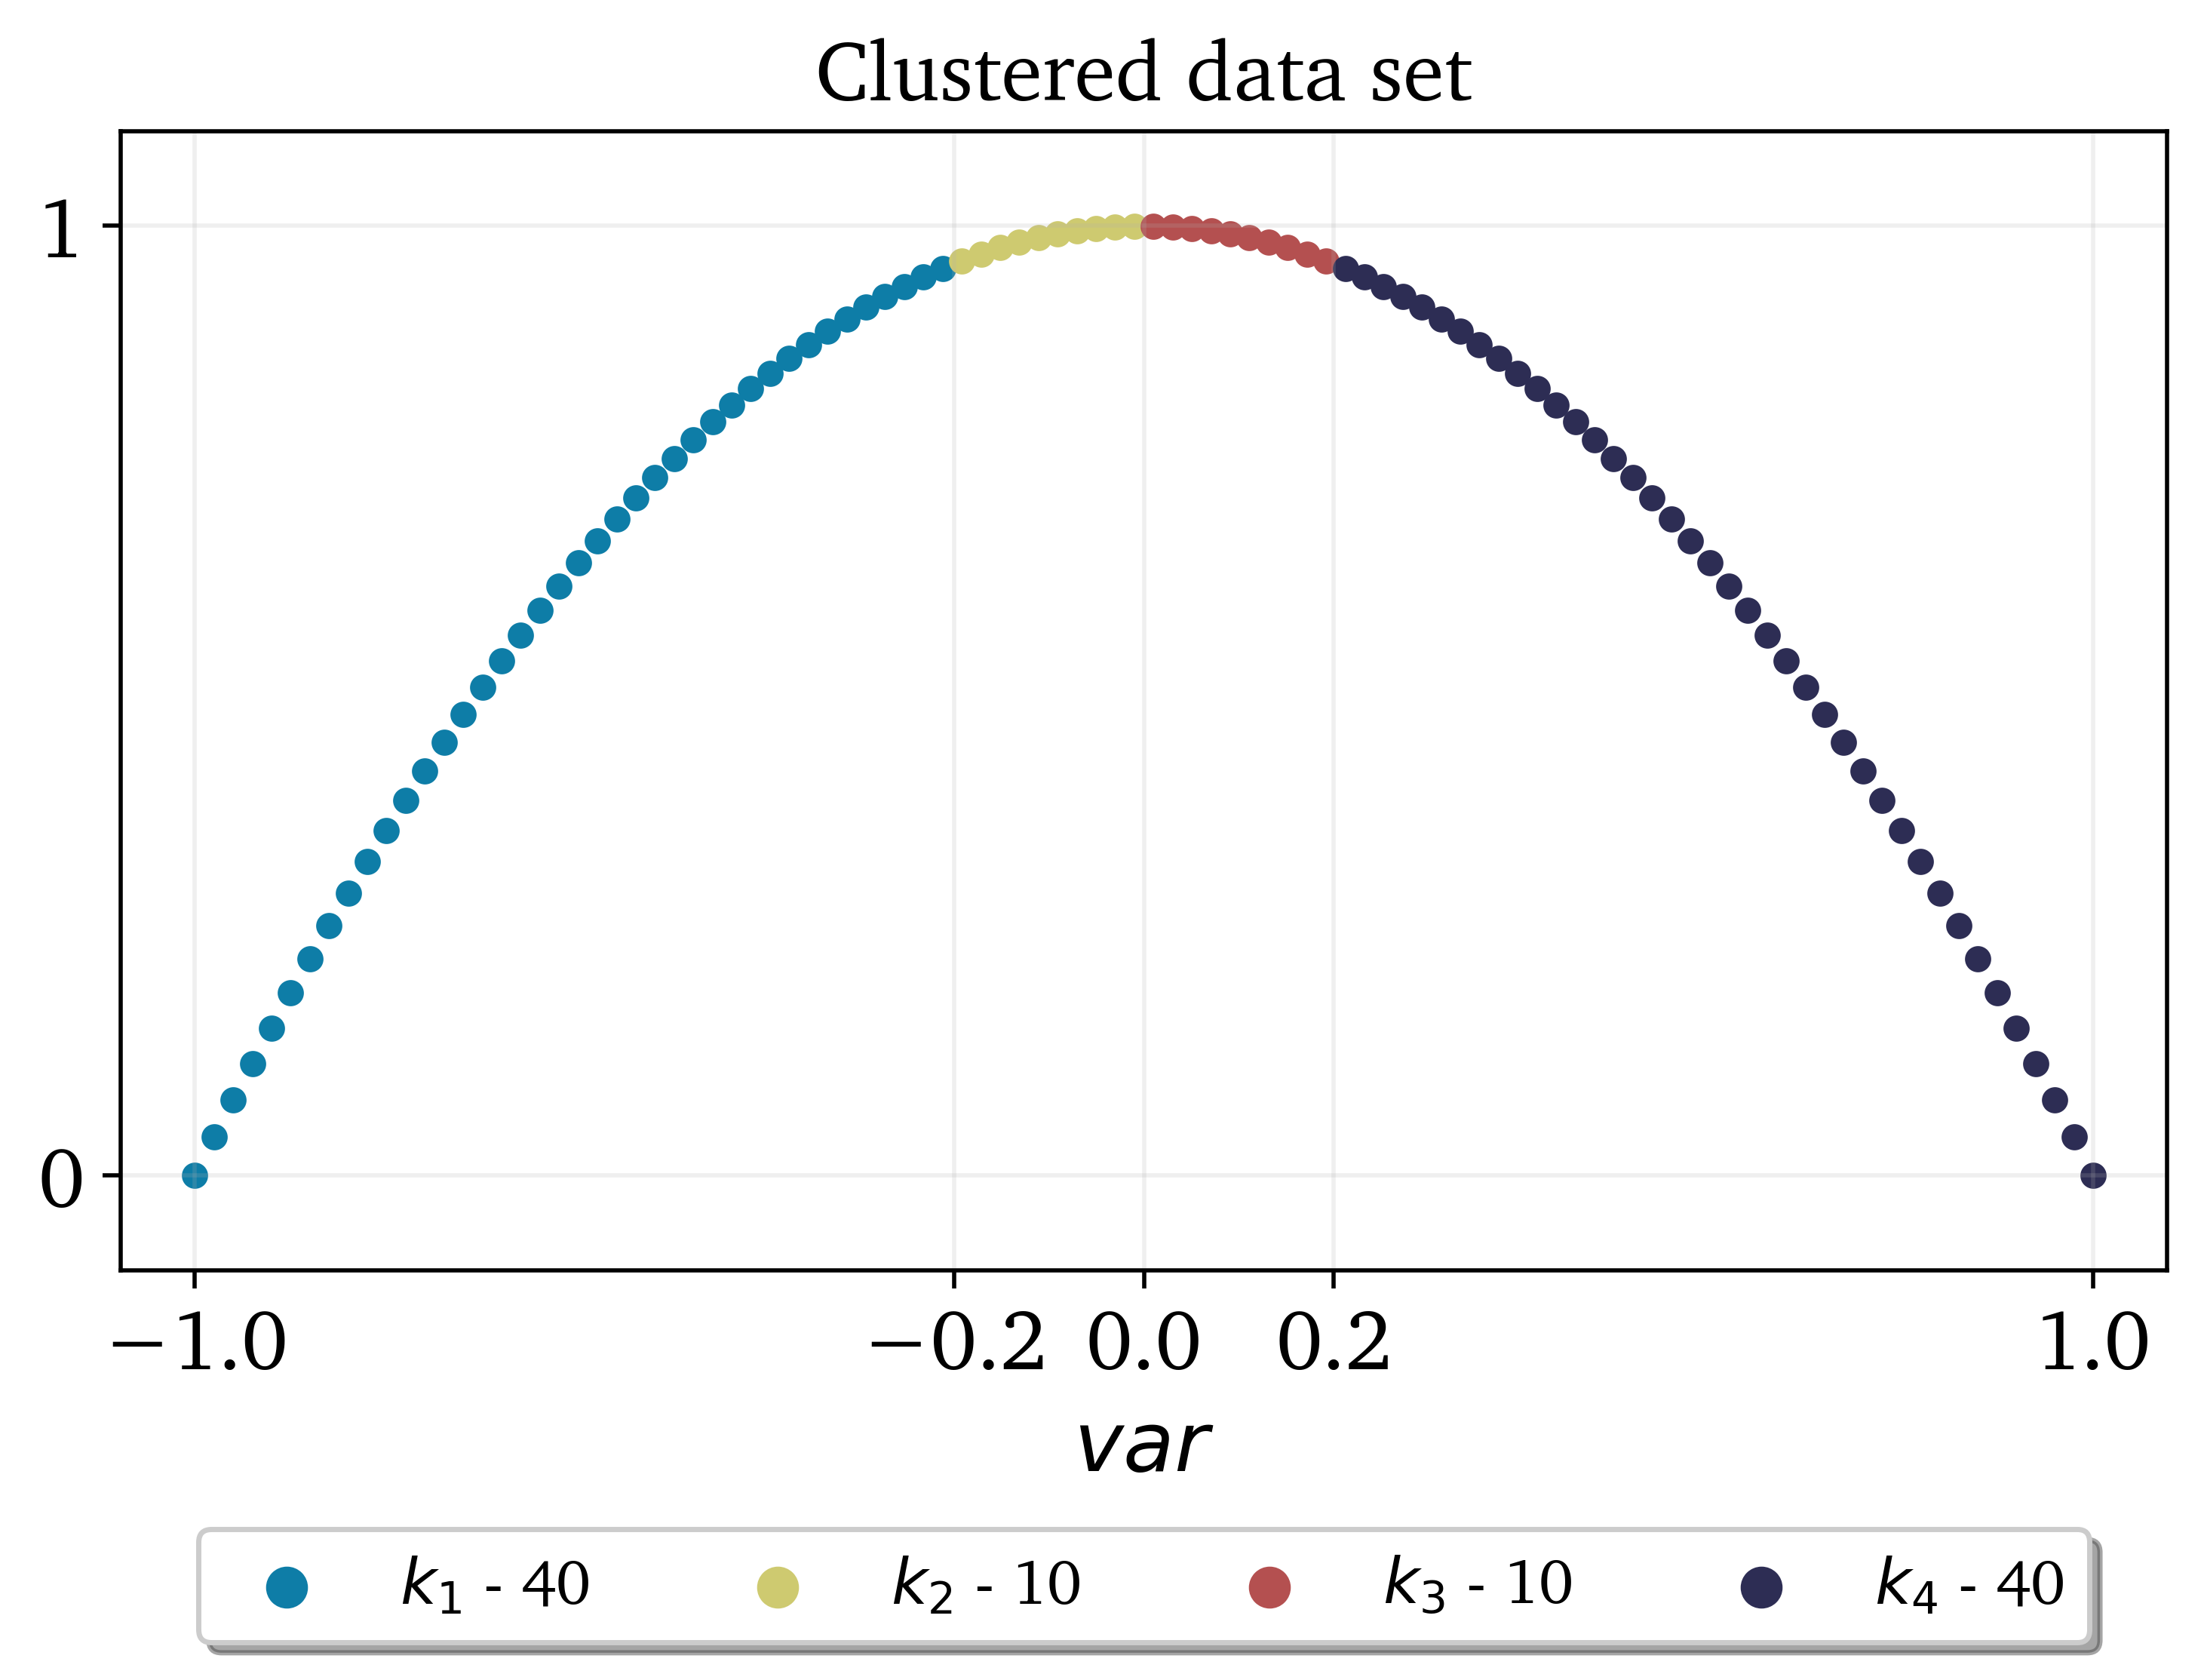 Clustered data set
1
0
−1.0 −0.2 0.0 0.2 1.0
var
k1 - 40 k2 - 10 k3 - 10 k4 - 40